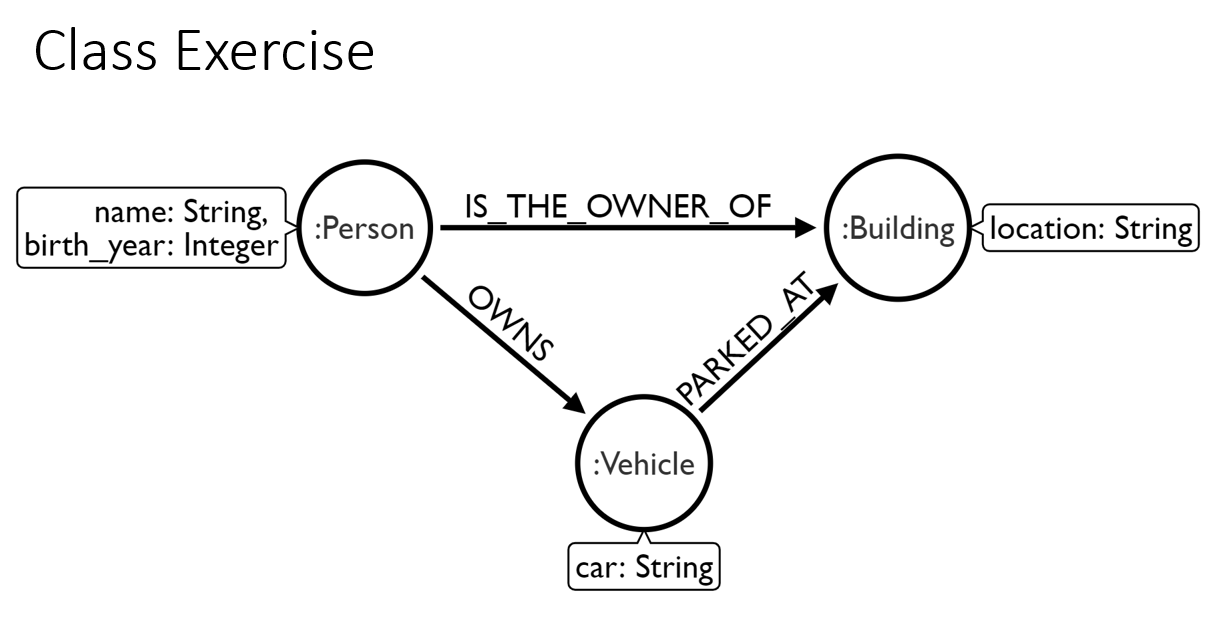 Class Exercise
name: String,
birth_year: Integer
:Person
IS_THE_OWNER_OF
:Building
location: String
OWNS
PARKED_AT
:Vehicle
car: String